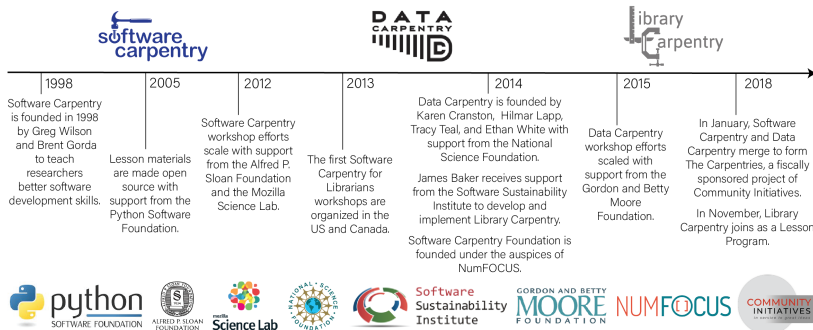 software
carpentry
DATA
CARPENTRY
Library
Carpentry
1998
2005
2012
2013
2014
2015
2018
Software Carpentry
is founded in 1998
by Greg Wilson
and Brent Gorda
to teach
researchers
better software
development skills.
Lesson materials
are made open
source with
support from the
Python Software
Foundation.
Software Carpentry
workshop efforts
scale with support
from the Alfred P.
Sloan Foundation
and the Mozilla
Science Lab.
The first Software
Carpentry for
Librarians
workshops are
organized in the
US and Canada.
Data Carpentry is founded by
Karen Cranston, Hilmar Lapp,
Tracy Teal, and Ethan White with
support from the National
Science Foundation.
James Baker receives support
from the Software Sustainability
Institute to develop and
implement Library Carpentry.
Software Carpentry Foundation is
founded under the auspices of
NumFOCUS.
Data Carpentry
workshop efforts
scaled with
support from the
Gordon and Betty
Moore
Foundation.
In January, Software
Carpentry and Data
Carpentry merge to form
The Carpentries, a fiscally
sponsored project of
Community Initiatives.
In November, Library
Carpentry joins as a Lesson
Program.
python
SOFTWARE FOUNDATION
ALFRED P. SLOAN
FOUNDATION
mozilla
Science Lab
NATIONAL SCIENCE FOUNDATION
Software
Sustainability
Institute
GORDON AND BETTY
MOORE
FOUNDATION
NUMFOCUS
COMMUNITY
INITIATIVES